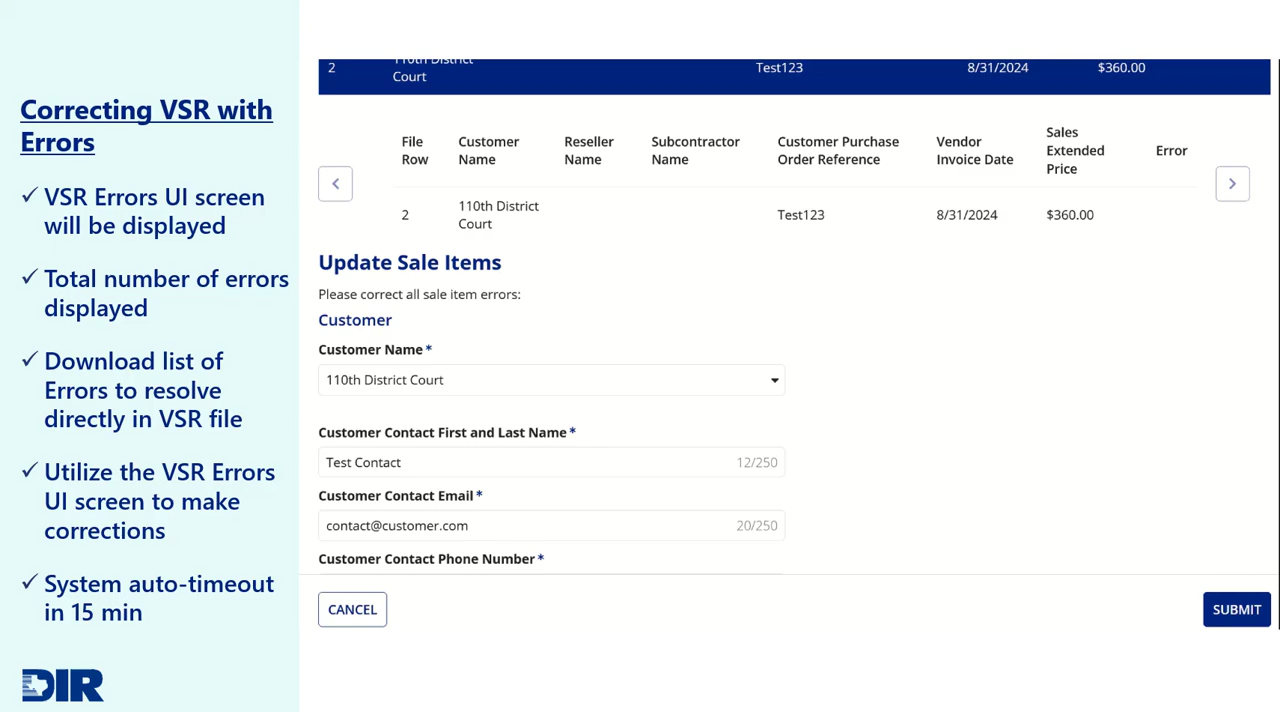 Correcting VSR with
Errors
✓ VSR Errors UI screen
will be displayed
✓ Total number of errors
displayed
✓ Download list of
Errors to resolve
directly in VSR file
✓ Utilize the VSR Errors
UI screen to make
corrections
✓ System auto-timeout
in 15 min
DIR
2 110th District Court Test123 8/31/2024 $360.00
File Row Customer Name Reseller Name Subcontractor Name Customer Purchase Order Reference Vendor Invoice Date Sales Extended Price Error
2 110th District Court Test123 8/31/2024 $360.00
Update Sale Items
Please correct all sale item errors:
Customer
Customer Name *
110th District Court
Customer Contact First and Last Name *
Test Contact 12/250
Customer Contact Email *
contact@customer.com 20/250
Customer Contact Phone Number *
CANCEL SUBMIT